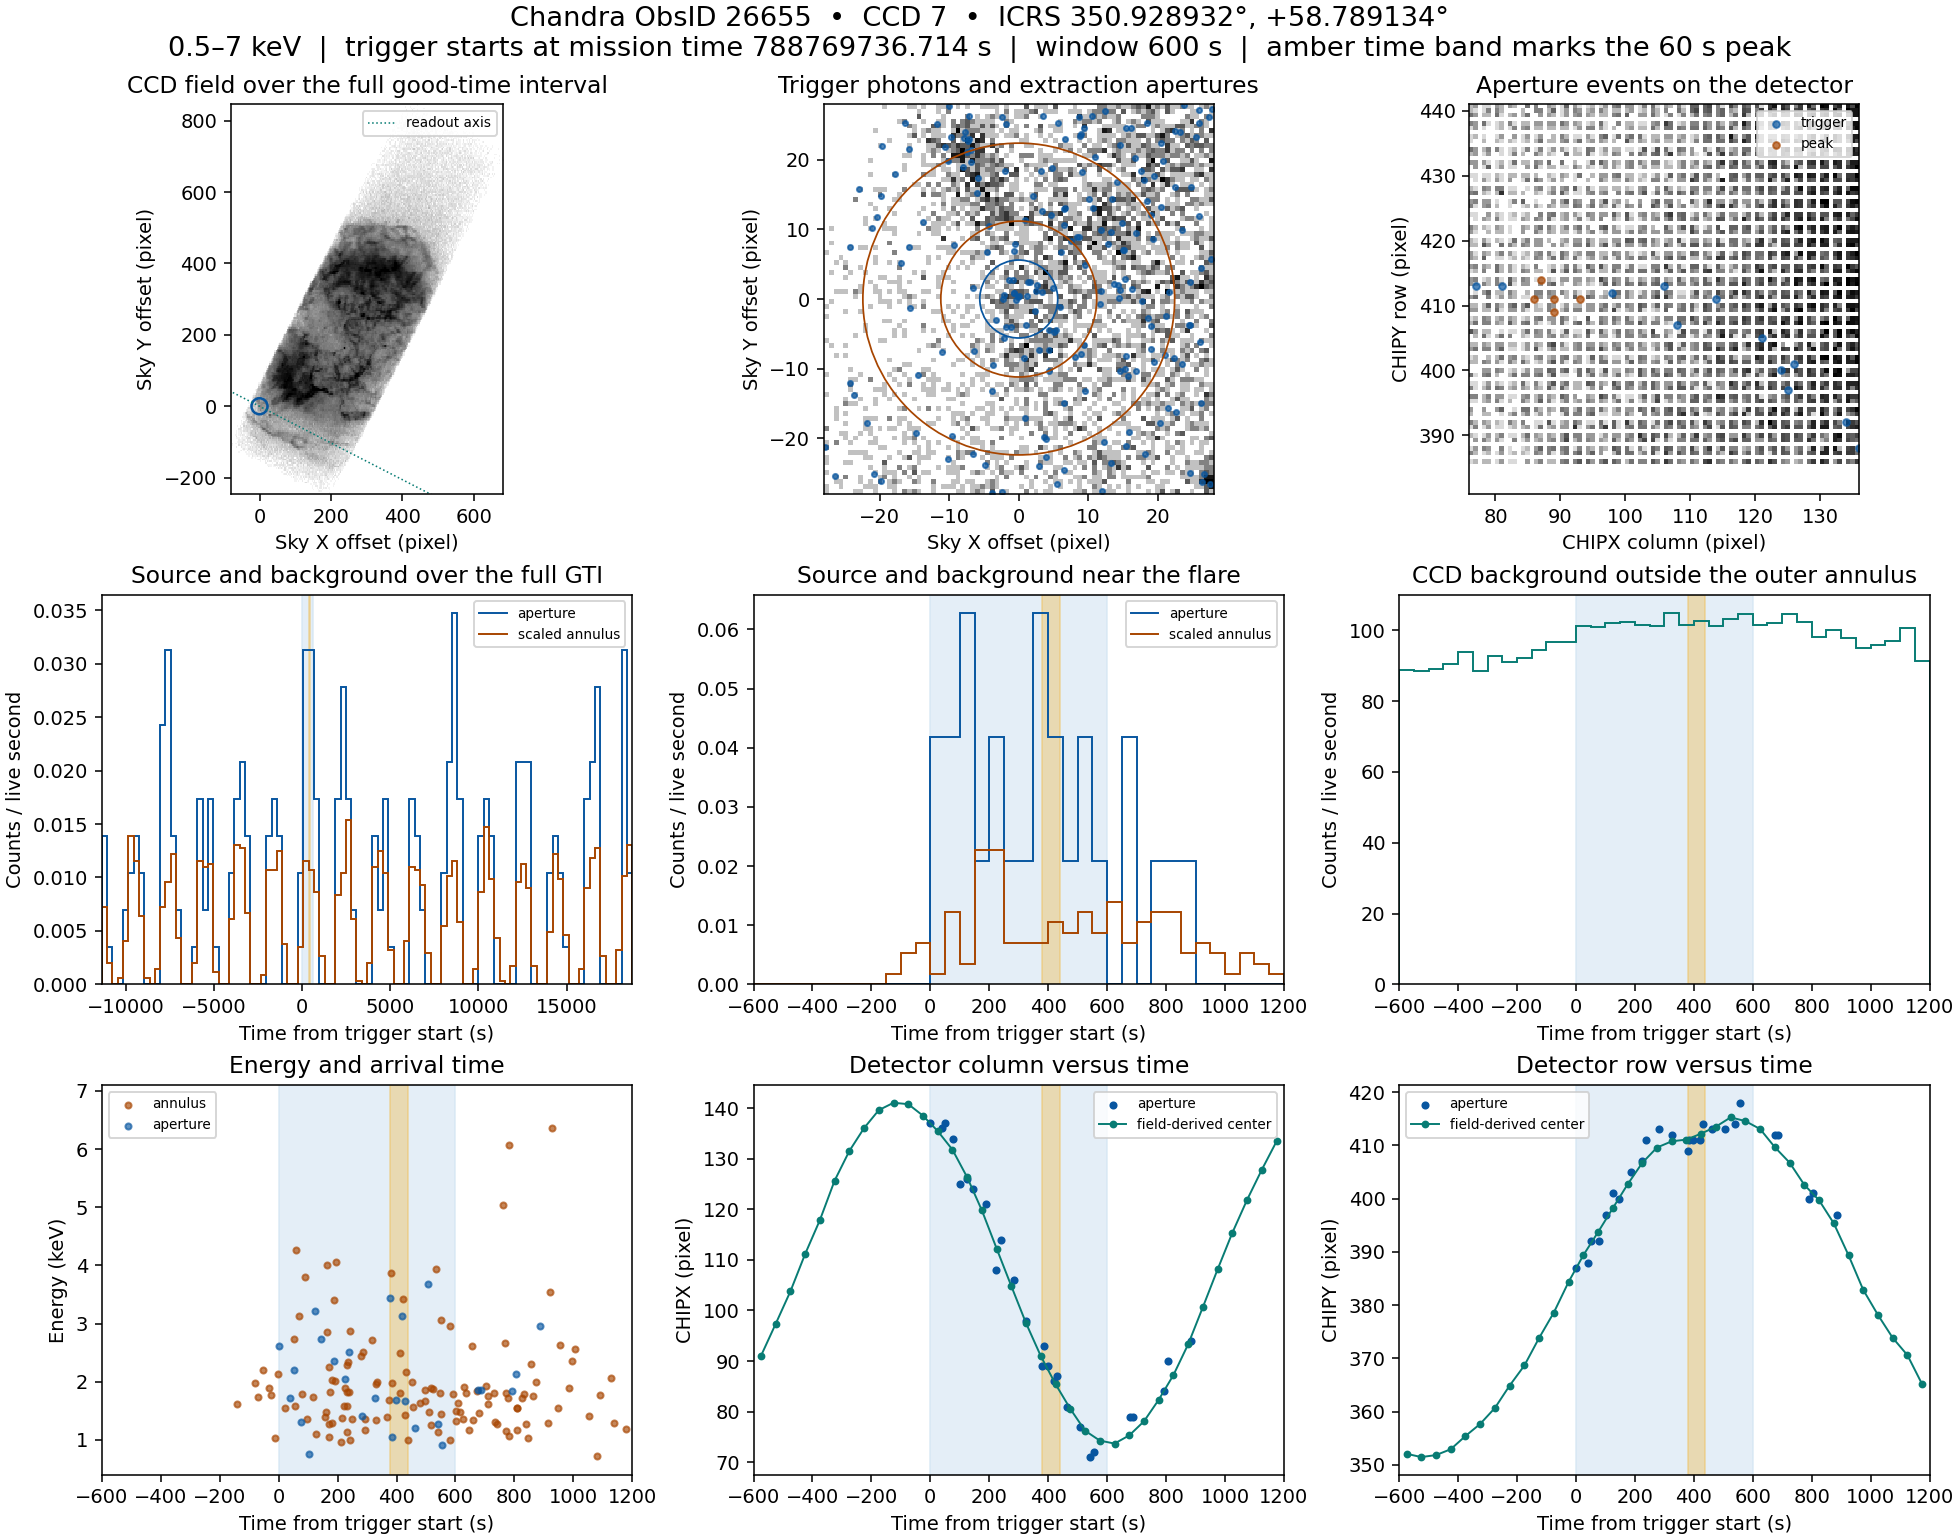 Chandra ObsID 26655 • CCD 7 • ICRS 350.928932°, +58.789134°
0.5–7 keV | trigger starts at mission time 788769736.714 s | window 600 s | amber time band marks the 60 s peak
CCD field over the full good-time interval
readout axis
800
600
400
200
0
−200
Sky Y offset (pixel)
0 200 400 600
Sky X offset (pixel)
Trigger photons and extraction apertures
20
10
0
−10
−20
Sky Y offset (pixel)
−20 −10 0 10 20
Sky X offset (pixel)
Aperture events on the detector
trigger
peak
440
430
420
410
400
390
CHIPY row (pixel)
80 90 100 110 120 130
CHIPX column (pixel)
Source and background over the full GTI
aperture
scaled annulus
0.035
0.030
0.025
0.020
0.015
0.010
0.005
0.000
Counts / live second
−10000 −5000 0 5000 10000 15000
Time from trigger start (s)
Source and background near the flare
aperture
scaled annulus
0.06
0.05
0.04
0.03
0.02
0.01
0.00
Counts / live second
−600 −400 −200 0 200 400 600 800 1000 1200
Time from trigger start (s)
CCD background outside the outer annulus
100
80
60
40
20
0
Counts / live second
−600 −400 −200 0 200 400 600 800 1000 1200
Time from trigger start (s)
Energy and arrival time
annulus
aperture
7
6
5
4
3
2
1
Energy (keV)
−600 −400 −200 0 200 400 600 800 1000 1200
Time from trigger start (s)
Detector column versus time
aperture
field-derived center
140
130
120
110
100
90
80
70
CHIPX (pixel)
−600 −400 −200 0 200 400 600 800 1000 1200
Time from trigger start (s)
Detector row versus time
aperture
field-derived center
420
410
400
390
380
370
360
350
CHIPY (pixel)
−600 −400 −200 0 200 400 600 800 1000 1200
Time from trigger start (s)